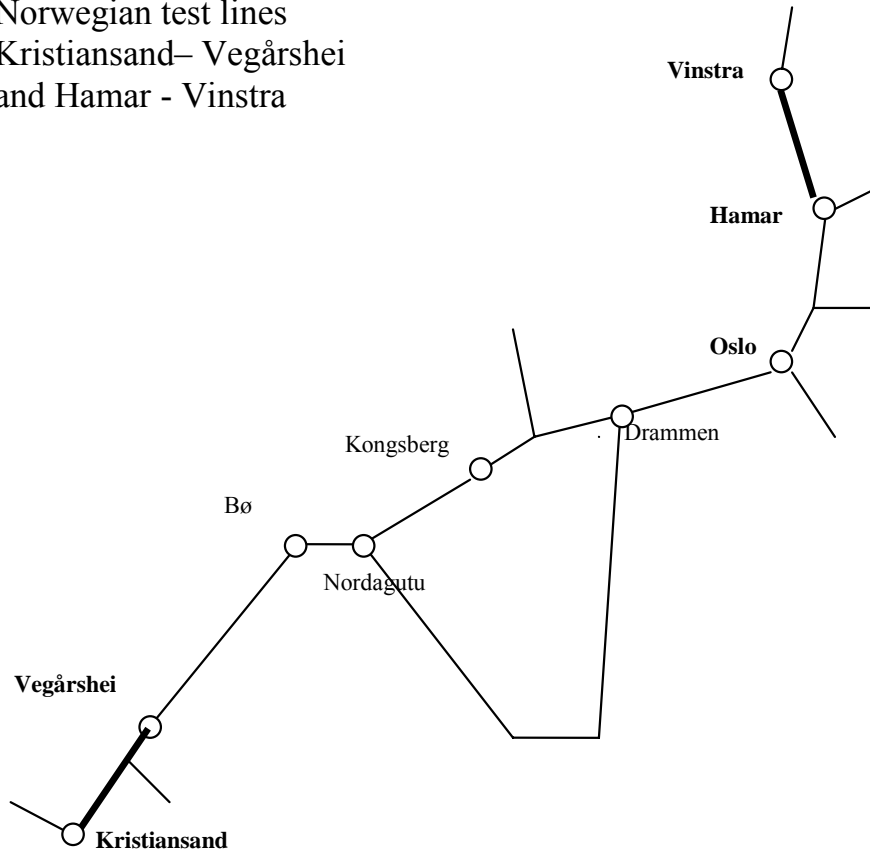 Norwegian test lines
Kristiansand– Vegårshei
and Hamar - Vinstra
Vinstra
Hamar
Oslo
Drammen
Kongsberg
Bø
Nordagutu
Vegårshei
Kristiansand